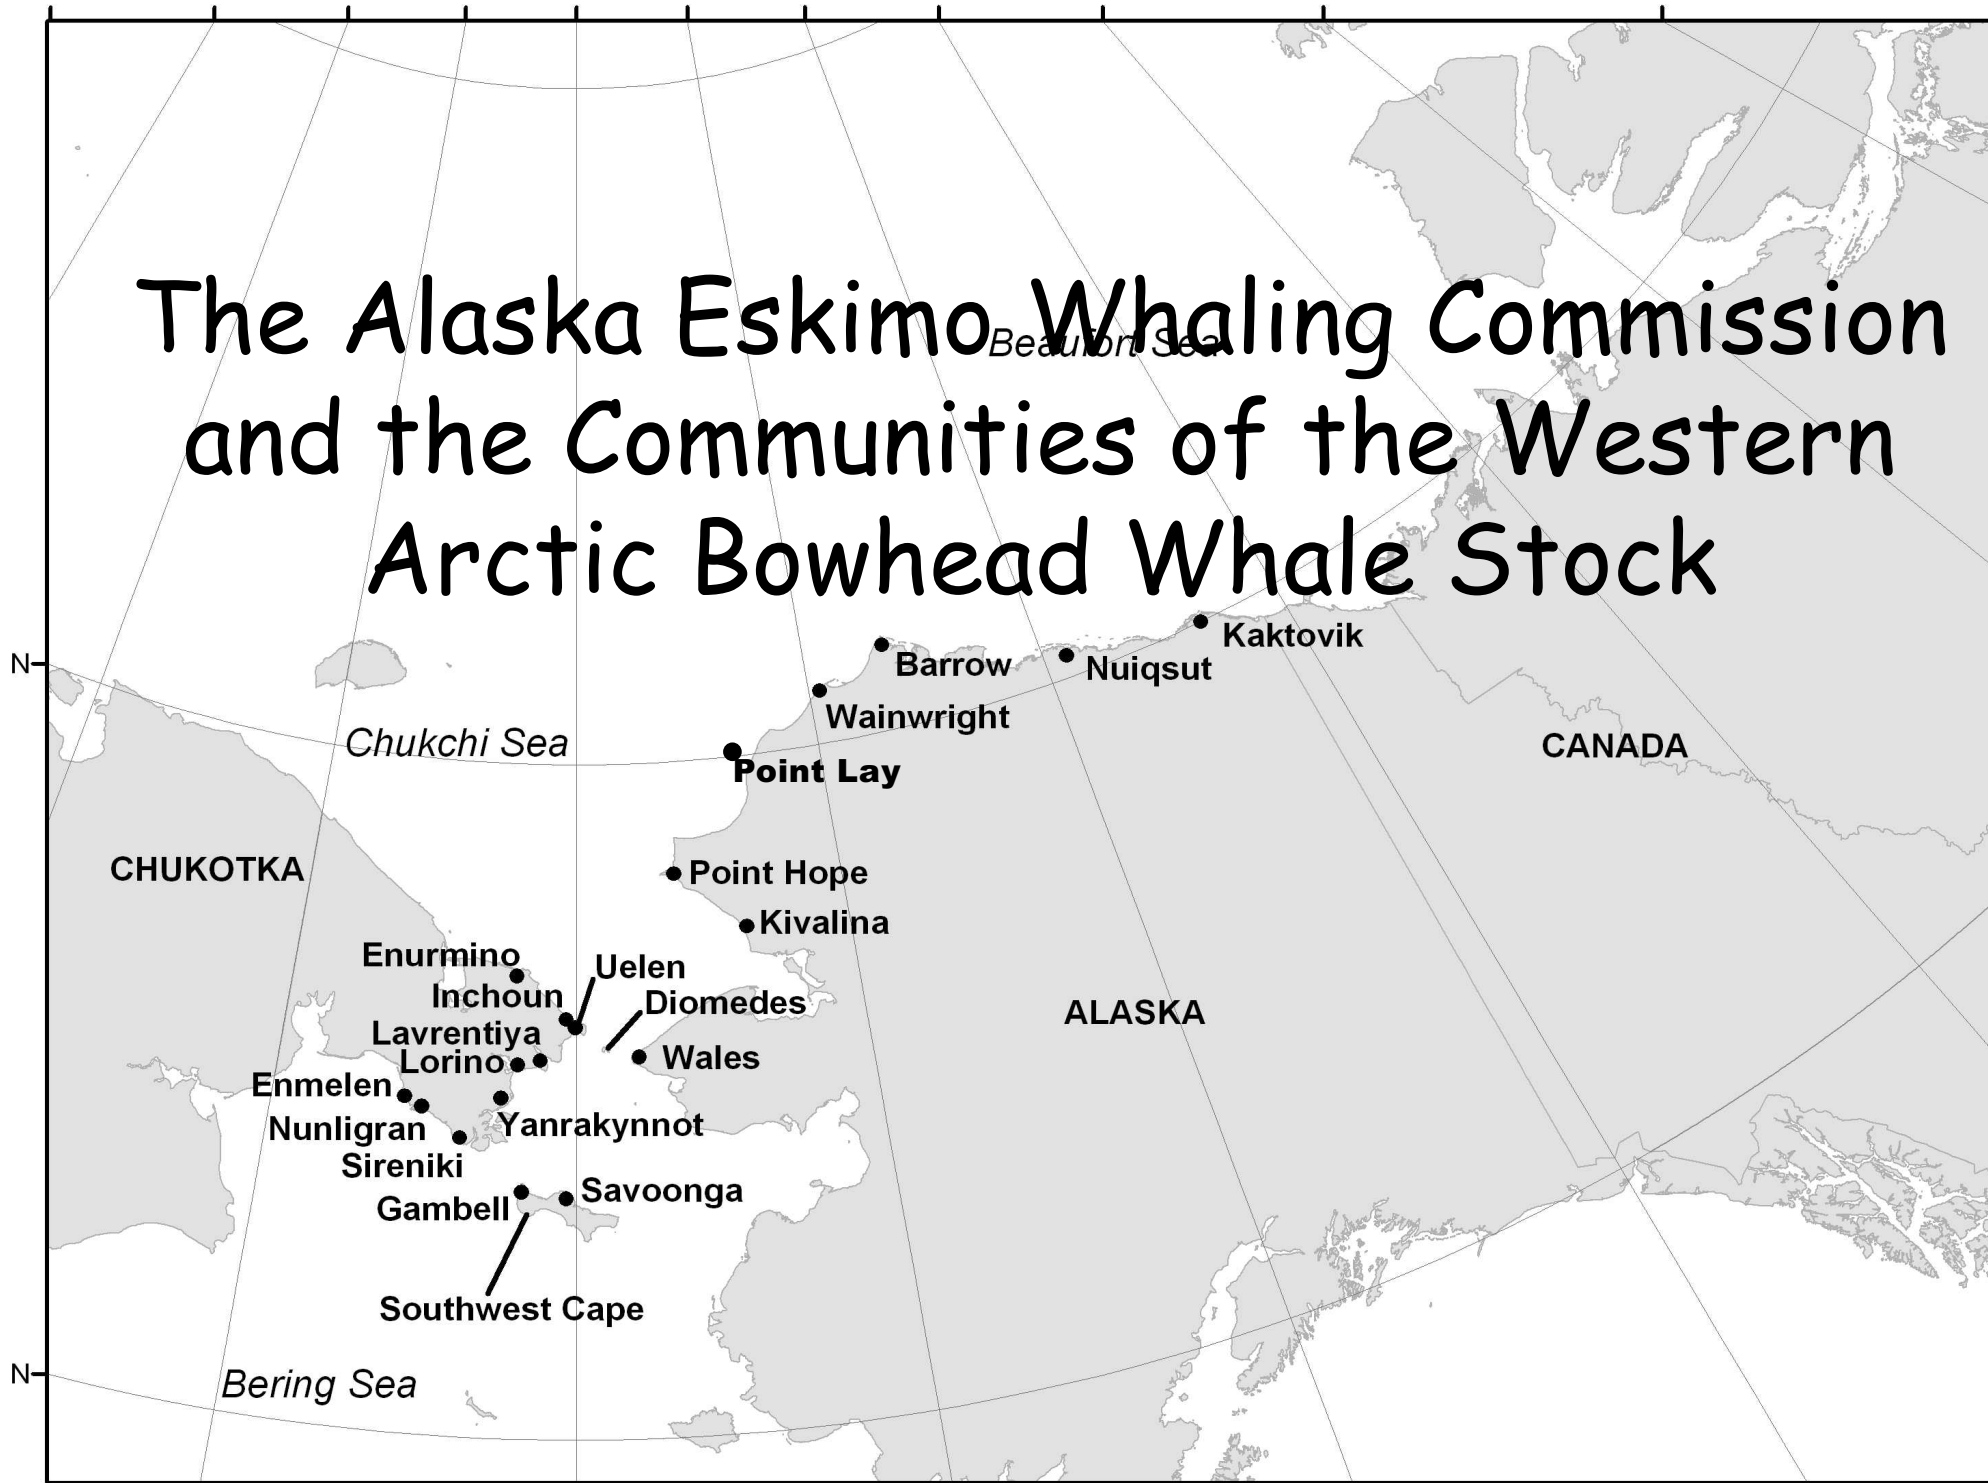 The Alaska Eskimo Whaling Commission
and the Communities of the Western
Arctic Bowhead Whale Stock
Beaufort Sea
Kaktovik
Barrow
Nuiqsut
N
Wainwright
Chukchi Sea
CANADA
Point Lay
CHUKOTKA
Point Hope
Kivalina
Enurmino
Uelen
Inchoun
Diomedes
ALASKA
Lavrentiya
Lorino
Wales
Enmelen
Nunligran
Yanrakynnot
Sireniki
Savoonga
Gambell
Southwest Cape
N
Bering Sea